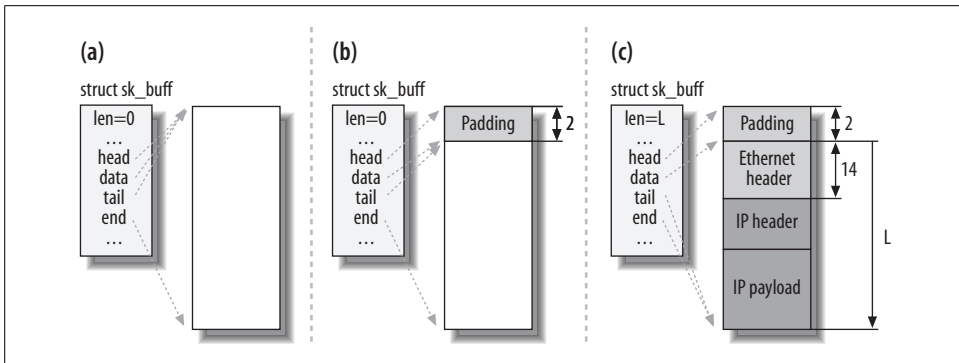 (a)
struct sk_buff
len=0
...
head
data
tail
end
...
(b)
struct sk_buff
len=0
...
head
data
tail
end
...
Padding
2
(c)
struct sk_buff
len=L
...
head
data
tail
end
...
Padding
2
Ethernet
header
14
IP header
L
IP payload